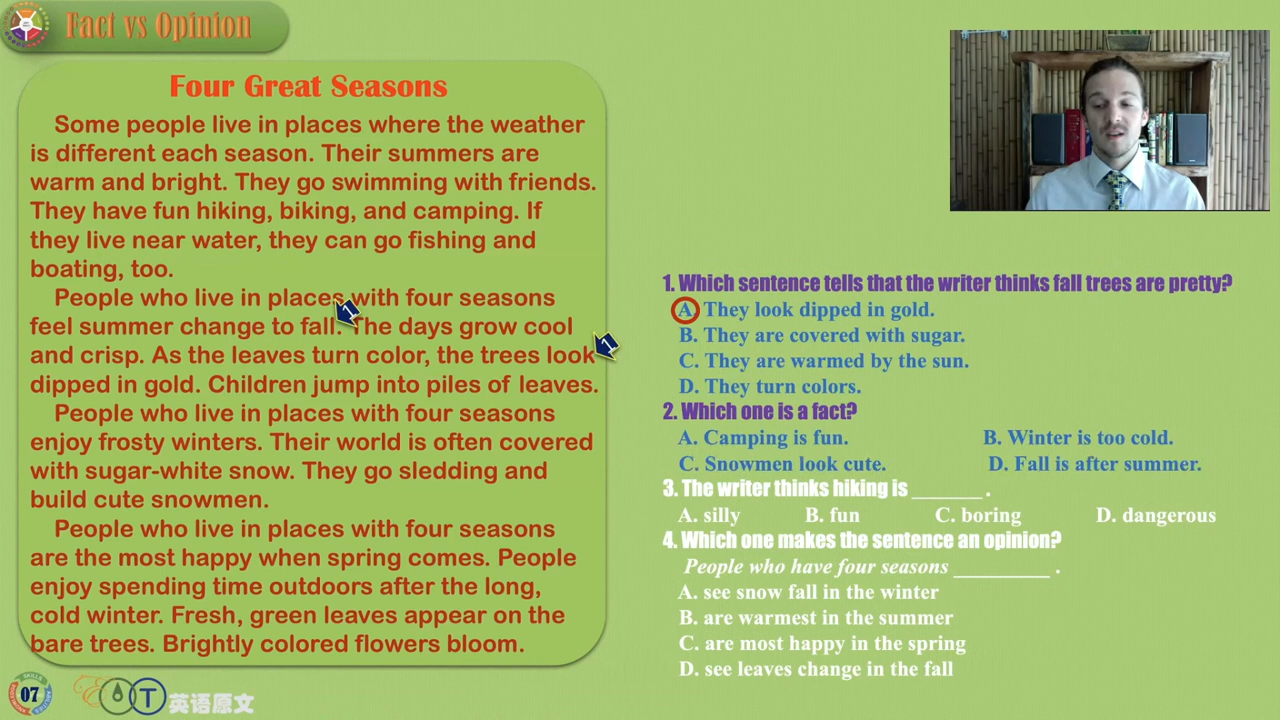 Fact vs Opinion
Four Great Seasons
Some people live in places where the weather
is different each season. Their summers are
warm and bright. They go swimming with friends.
They have fun hiking, biking, and camping. If
they live near water, they can go fishing and
boating, too.
People who live in places with four seasons
feel summer change to fall. The days grow cool
and crisp. As the leaves turn color, the trees look
dipped in gold. Children jump into piles of leaves.
People who live in places with four seasons
enjoy frosty winters. Their world is often covered
with sugar-white snow. They go sledding and
build cute snowmen.
People who live in places with four seasons
are the most happy when spring comes. People
enjoy spending time outdoors after the long,
cold winter. Fresh, green leaves appear on the
bare trees. Brightly colored flowers bloom.
1
1
1. Which sentence tells that the writer thinks fall trees are pretty?
A. They look dipped in gold.
B. They are covered with sugar.
C. They are warmed by the sun.
D. They turn colors.
2. Which one is a fact?
A. Camping is fun. B. Winter is too cold.
C. Snowmen look cute. D. Fall is after summer.
3. The writer thinks hiking is _______ .
A. silly B. fun C. boring D. dangerous
4. Which one makes the sentence an opinion?
People who have four seasons _________ .
A. see snow fall in the winter
B. are warmest in the summer
C. are most happy in the spring
D. see leaves change in the fall
07
T 英语原文